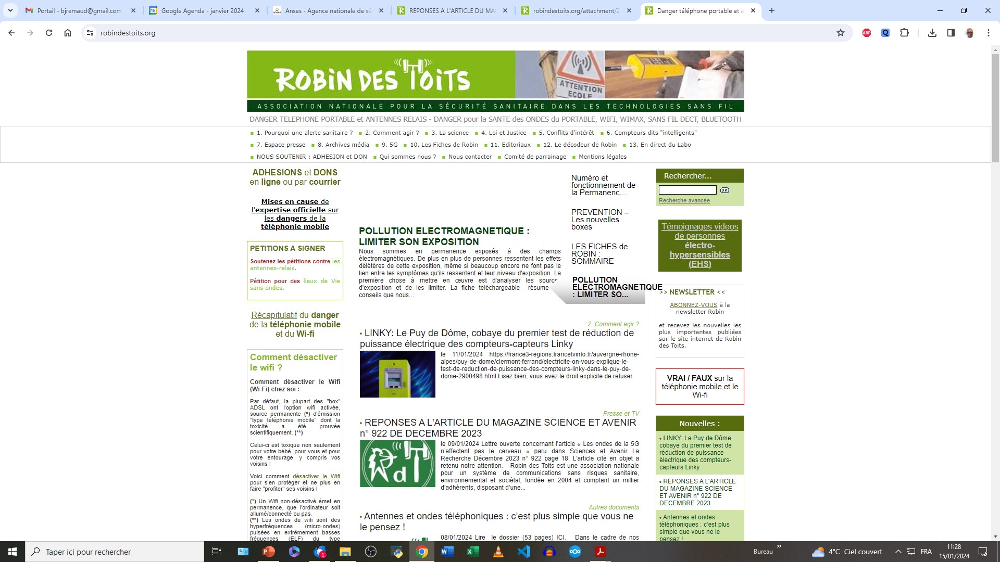 Portail - bjremaud@gmail.com
Google Agenda - janvier 2024
Anses - Agence nationale de sé
REPONSES A L'ARTICLE DU MA
robindestoits.org/attachment/2
Danger téléphone portable et a
robindestoits.org
ROBIN DES TOITS
ATTENTION
ECOLE
ASSOCIATION NATIONALE POUR LA SÉCURITÉ SANITAIRE DANS LES TECHNOLOGIES SANS FIL
DANGER TELEPHONE PORTABLE et ANTENNES RELAIS - DANGER pour la SANTE des ONDES du PORTABLE, WIFI, WIMAX, SANS FIL DECT, BLUETOOTH
1. Pourquoi une alerte sanitaire ? 2. Comment agir ? 3. La science 4. Loi et Justice 5. Conflits d'intérêt 6. Compteurs dits "intelligents"
7. Espace presse 8. Archives média 9. 5G 10. Les Fiches de Robin 11. Editoriaux 12. Le décodeur de Robin 13. En direct du Labo
NOUS SOUTENIR : ADHESION et DON Qui sommes nous ? Nous contacter Comité de parrainage Mentions légales
ADHESIONS et DONS
en ligne ou par courrier
Mises en cause de
l'expertise officielle sur
les dangers de la
téléphonie mobile
PETITIONS A SIGNER
Soutenez les pétitions contre les
antennes-relais.
Pétition pour des lieux de Vie
sans ondes.
Récapitulatif du danger
de la téléphonie mobile
et du Wi-fi
Comment désactiver
le wifi ?
Comment désactiver le Wifi
(Wi-Fi) chez soi :
Par défaut, la plupart des "box"
ADSL ont l'option wifi activée,
source permanente (*) d'émission
"type téléphonie mobile" dont la
toxicité a été prouvée
scientifiquement. (**)
Celui-ci est toxique non seulement
pour votre bébé, pour vous et pour
votre entourage, y compris vos
voisins !
Voici comment désactiver le Wifi
pour s'en protéger et ne plus en
faire "profiter" ses voisins !
(*) Un Wifi non-désactivé émet en
permanence, que l'ordinateur soit
allumé/connecté ou pas.
(**) Les ondes du wifi sont des
hyperfréquences (micro-ondes)
pulsées en extrêmement basses
fréquences (ELF) du type
POLLUTION ELECTROMAGNETIQUE :
LIMITER SON EXPOSITION
Nous sommes en permanence exposés à des champs
électromagnétiques. De plus en plus de personnes ressentent les effets
délétères de cette exposition, même si beaucoup encore ne font pas le
lien entre les symptômes qu'ils ressentent et leur niveau d'exposition. La
première chose à mettre en œuvre est d'analyser les source
d'exposition et de les limiter. La fiche téléchargeable résume
conseils que nous...
Numéro et
fonctionnement de
la Permanenc...
PREVENTION –
Les nouvelles
boxes
LES FICHES de
ROBIN :
SOMMAIRE
POLLUTION
ELECTROMAGNETIQUE
: LIMITER SO...
2. Comment agir ?
LINKY: Le Puy de Dôme, cobaye du premier test de réduction de
puissance électrique des compteurs-capteurs Linky
le 11/01/2024 https://france3-regions.francetvinfo.fr/auvergne-rhone-
alpes/puy-de-dome/clermont-ferrand/electricite-on-vous-explique-le-
test-de-reduction-de-puissance-des-compteurs-linky-dans-le-puy-de-
dome-2900498.html Lisez bien, vous avez le droit explicite de refuser.
Presse et TV
REPONSES A L'ARTICLE DU MAGAZINE SCIENCE ET AVENIR
n° 922 DE DECEMBRE 2023
RdT
le 09/01/2024 Lettre ouverte concernant l'article « Les ondes de la 5G
n'affectent pas le cerveau » paru dans Sciences et Avenir La
Recherche Décembre 2023 n° 922 page 18. L'article cité en objet a
retenu notre attention. Robin des Toits est une association nationale
pour un système de communications sans risques sanitaire,
environnemental et sociétal, fondée en 2004 et comptant un millier
d'adhérents, disposant d'une...
Autres documents
Antennes et ondes téléphoniques : c'est plus simple que vous ne
le pensez !
08/01/2024 Lire le dossier (53 pages) ICI. Dans le cadre de nos
Rechercher...
OK
Recherche avancée
Témoignages videos
de personnes
électro-
hypersensibles
(EHS)
>> NEWSLETTER <<
ABONNEZ-VOUS à la
newsletter Robin
et recevez les nouvelles les
plus importantes publiées
sur le site internet de Robin
des Toits.
VRAI / FAUX sur la
téléphonie mobile et le
Wi-fi
Nouvelles :
LINKY: Le Puy de Dôme,
cobaye du premier test de
réduction de puissance
électrique des compteurs-
capteurs Linky
REPONSES A L'ARTICLE
DU MAGAZINE SCIENCE
ET AVENIR n° 922 DE
DECEMBRE 2023
Antennes et ondes
téléphoniques : c'est plus
simple que vous ne le
pensez !
Taper ici pour rechercher
Bureau
4°C Ciel couvert
FRA
11:28
15/01/2024